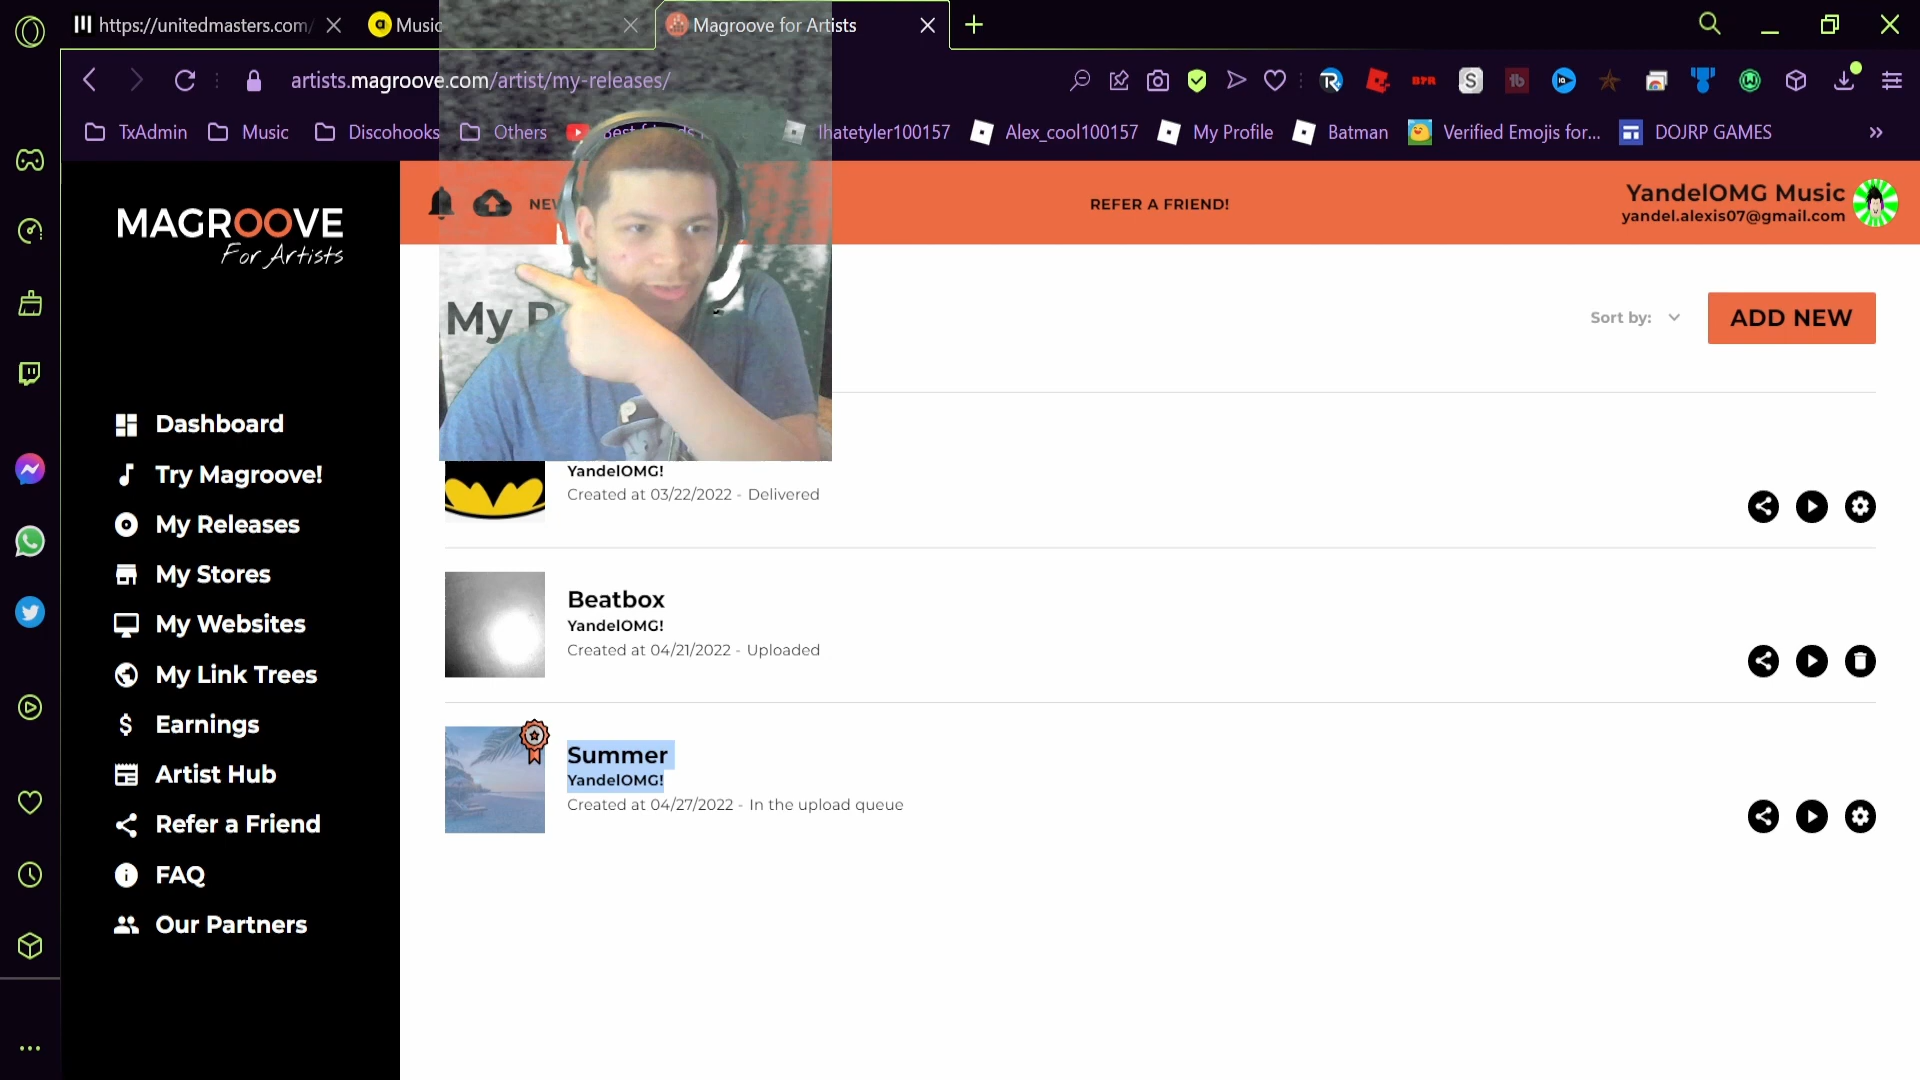 https://unitedmasters.com/
Music
Magroove for Artists
artists.magroove.com/artist/my-releases/
TxAdmin
Music
Discohooks
Others
Ihatetyler100157
Alex_cool100157
My Profile
Batman
Verified Emojis for...
DOJRP GAMES
MAGROOVE
For Artists
REFER A FRIEND!
YandelOMG Music
yandel.alexis07@gmail.com
My
Sort by:
ADD NEW
Dashboard
Try Magroove!
My Releases
My Stores
My Websites
My Link Trees
Earnings
Artist Hub
Refer a Friend
FAQ
Our Partners
YandelOMG!
Created at 03/22/2022 - Delivered
Beatbox
YandelOMG!
Created at 04/21/2022 - Uploaded
Summer
YandelOMG!
Created at 04/27/2022 - In the upload queue